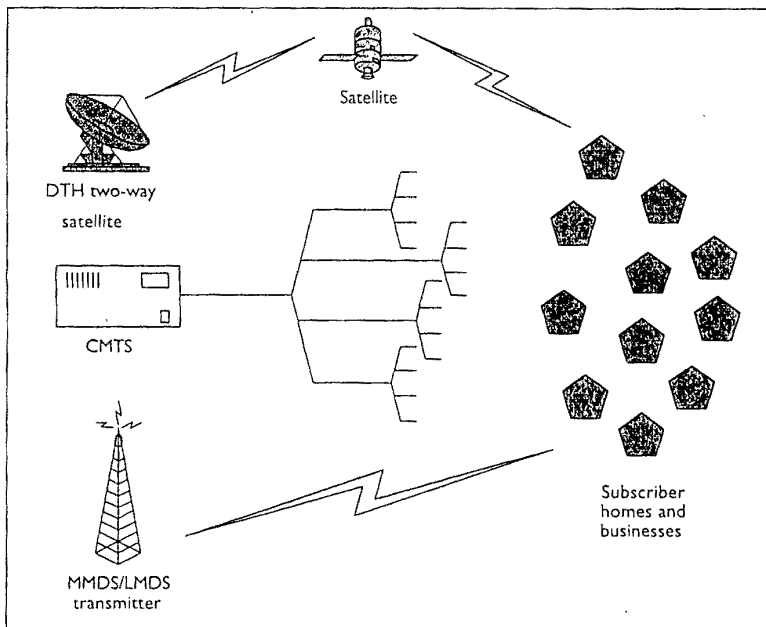 Satellite
DTH two-way
satellite
CMTS
MMDS/LMDS
transmitter
Subscriber
homes and
businesses